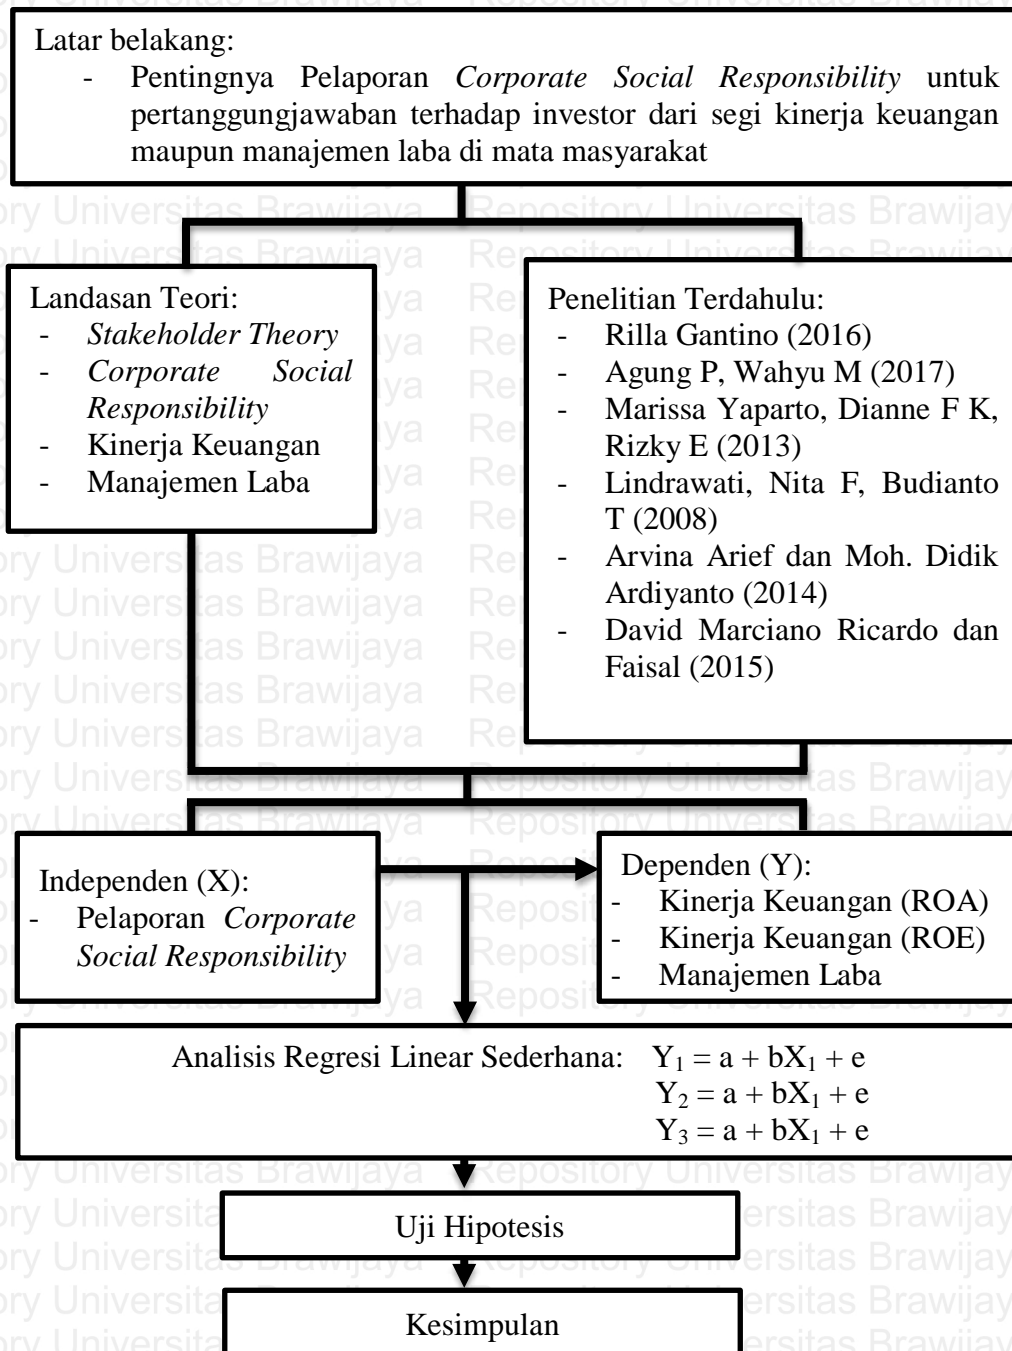 Latar belakang:
- Pentingnya Pelaporan Corporate Social Responsibility untuk
pertanggungjawaban terhadap investor dari segi kinerja keuangan
maupun manajemen laba di mata masyarakat
Landasan Teori:
- Stakeholder Theory
- Corporate Social
Responsibility
- Kinerja Keuangan
- Manajemen Laba
Penelitian Terdahulu:
- Rilla Gantino (2016)
- Agung P, Wahyu M (2017)
- Marissa Yaparto, Dianne F K,
Rizky E (2013)
- Lindrawati, Nita F, Budianto
T (2008)
- Arvina Arief dan Moh. Didik
Ardiyanto (2014)
- David Marciano Ricardo dan
Faisal (2015)
Independen (X):
- Pelaporan Corporate
Social Responsibility
Dependen (Y):
- Kinerja Keuangan (ROA)
- Kinerja Keuangan (ROE)
- Manajemen Laba
Analisis Regresi Linear Sederhana: Y₁ = a + bX₁ + e
Y₂ = a + bX₁ + e
Y₃ = a + bX₁ + e
Uji Hipotesis
Kesimpulan